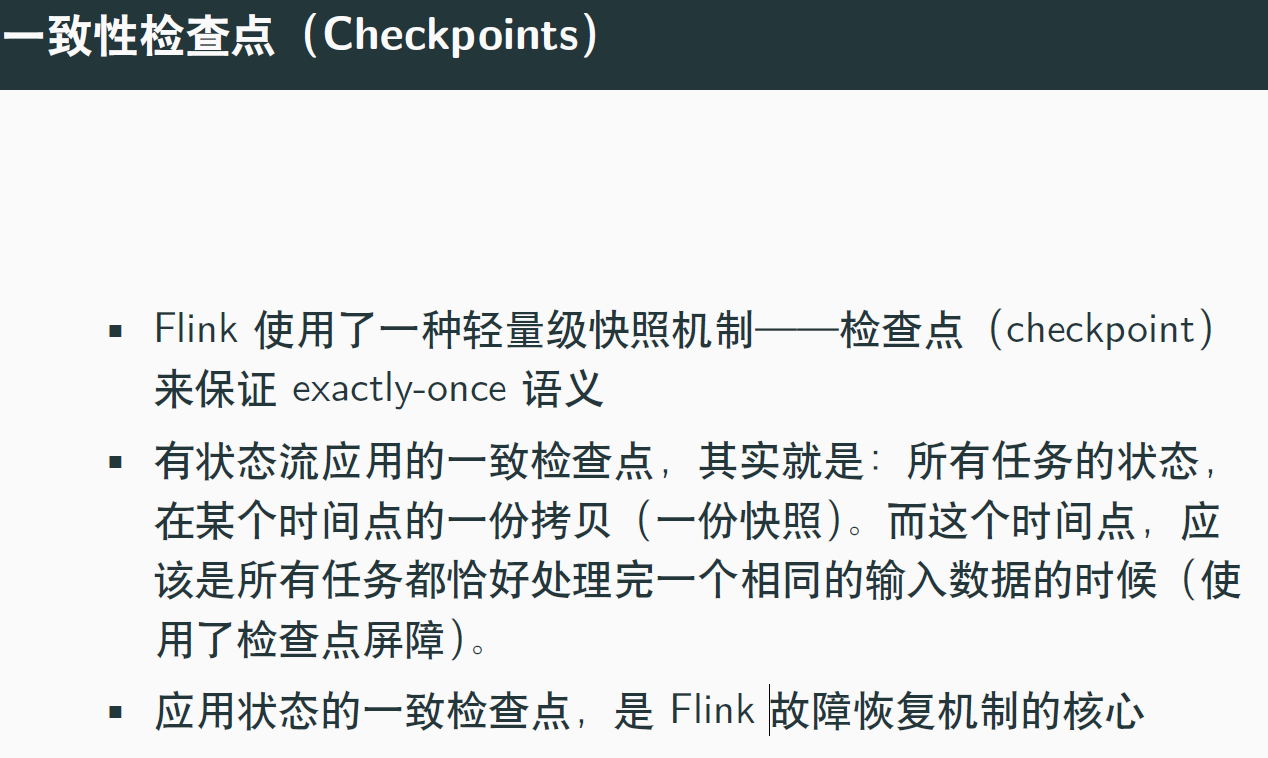 一致性检查点（Checkpoints）
▪ Flink 使用了一种轻量级快照机制——检查点（checkpoint）
来保证 exactly-once 语义
▪ 有状态流应用的一致检查点，其实就是：所有任务的状态，
在某个时间点的一份拷贝（一份快照）。而这个时间点，应
该是所有任务都恰好处理完一个相同的输入数据的时候（使
用了检查点屏障）。
▪ 应用状态的一致检查点，是 Flink 故障恢复机制的核心